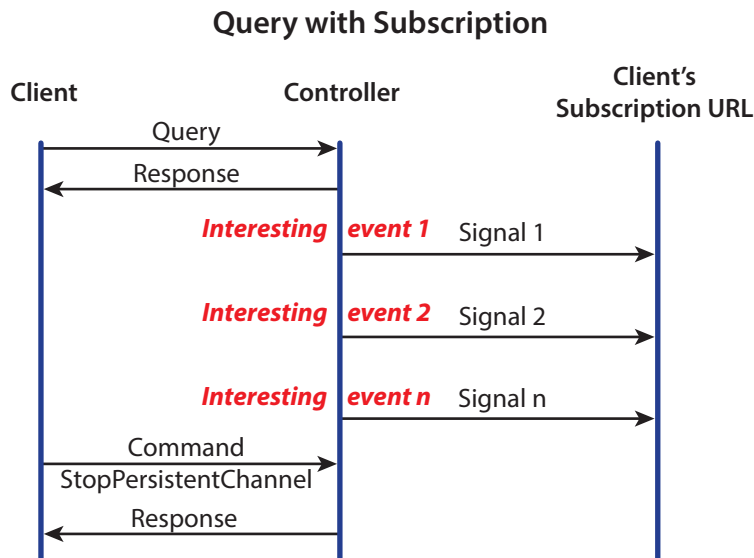 Query with Subscription
Client
Controller
Client’s
Subscription URL
Query
Response
Interesting event 1 Signal 1
Interesting event 2 Signal 2
Interesting event n Signal n
Command
StopPersistentChannel
Response